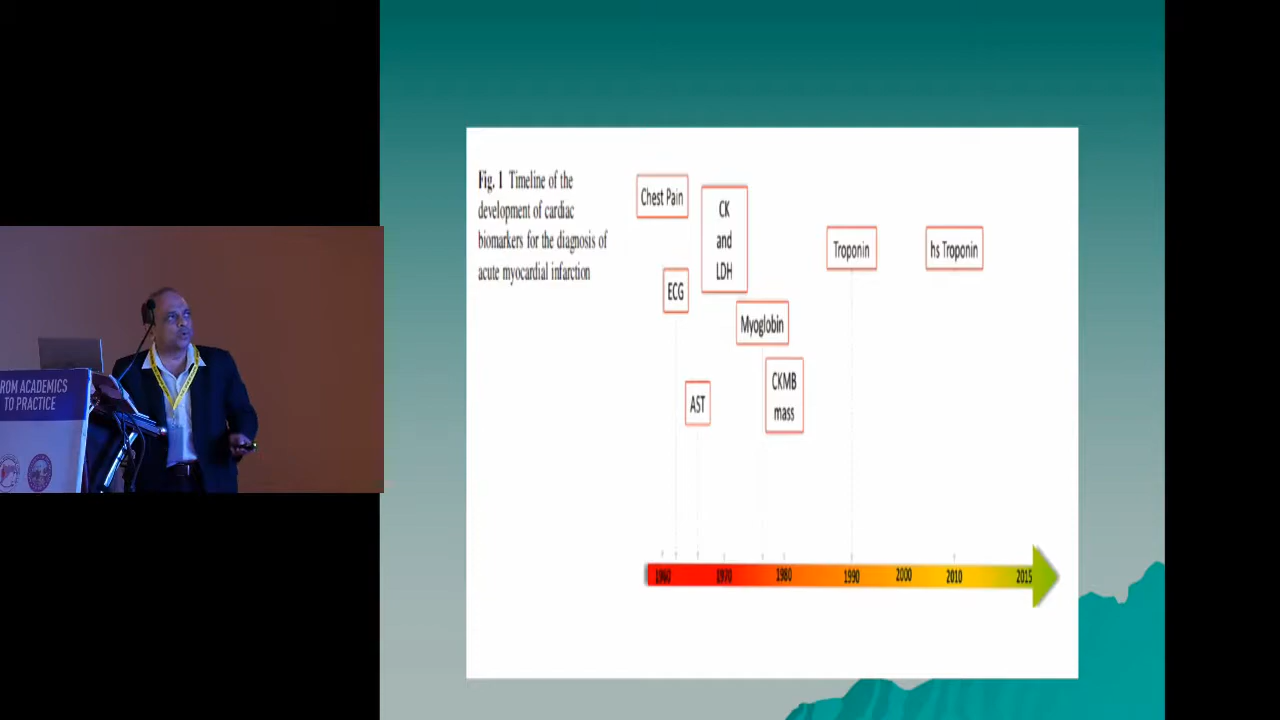 ROM ACADEMICS
TO PRACTICE
Fig. 1 Timeline of the
development of cardiac
biomarkers for the diagnosis of
acute myocardial infarction
Chest Pain
CK
and
LDH
ECG
Myoglobin
AST
CKMB
mass
Troponin
hs Troponin
1960
1970
1980
1990
2000
2010
2015